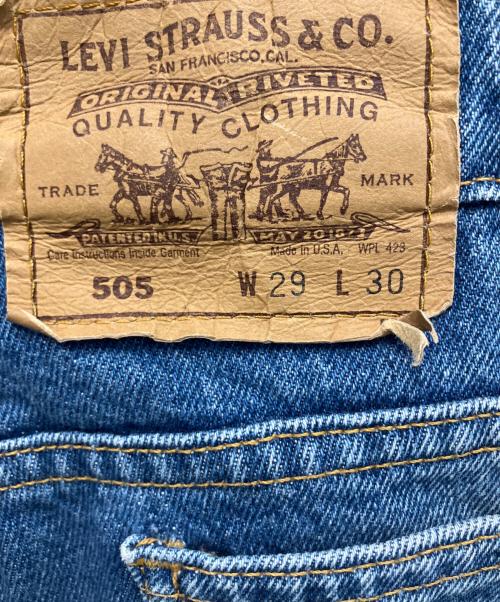 LEVI STRAUSS & CO.
SAN FRANCISCO, CAL.
ORIGINAL RIVETED
QUALITY CLOTHING
TRADE MARK
PATENTED IN U.S. MAY 20 1873
Care Instructions Inside Garment Made in U.S.A. WPL 423
505 W 29 L 30